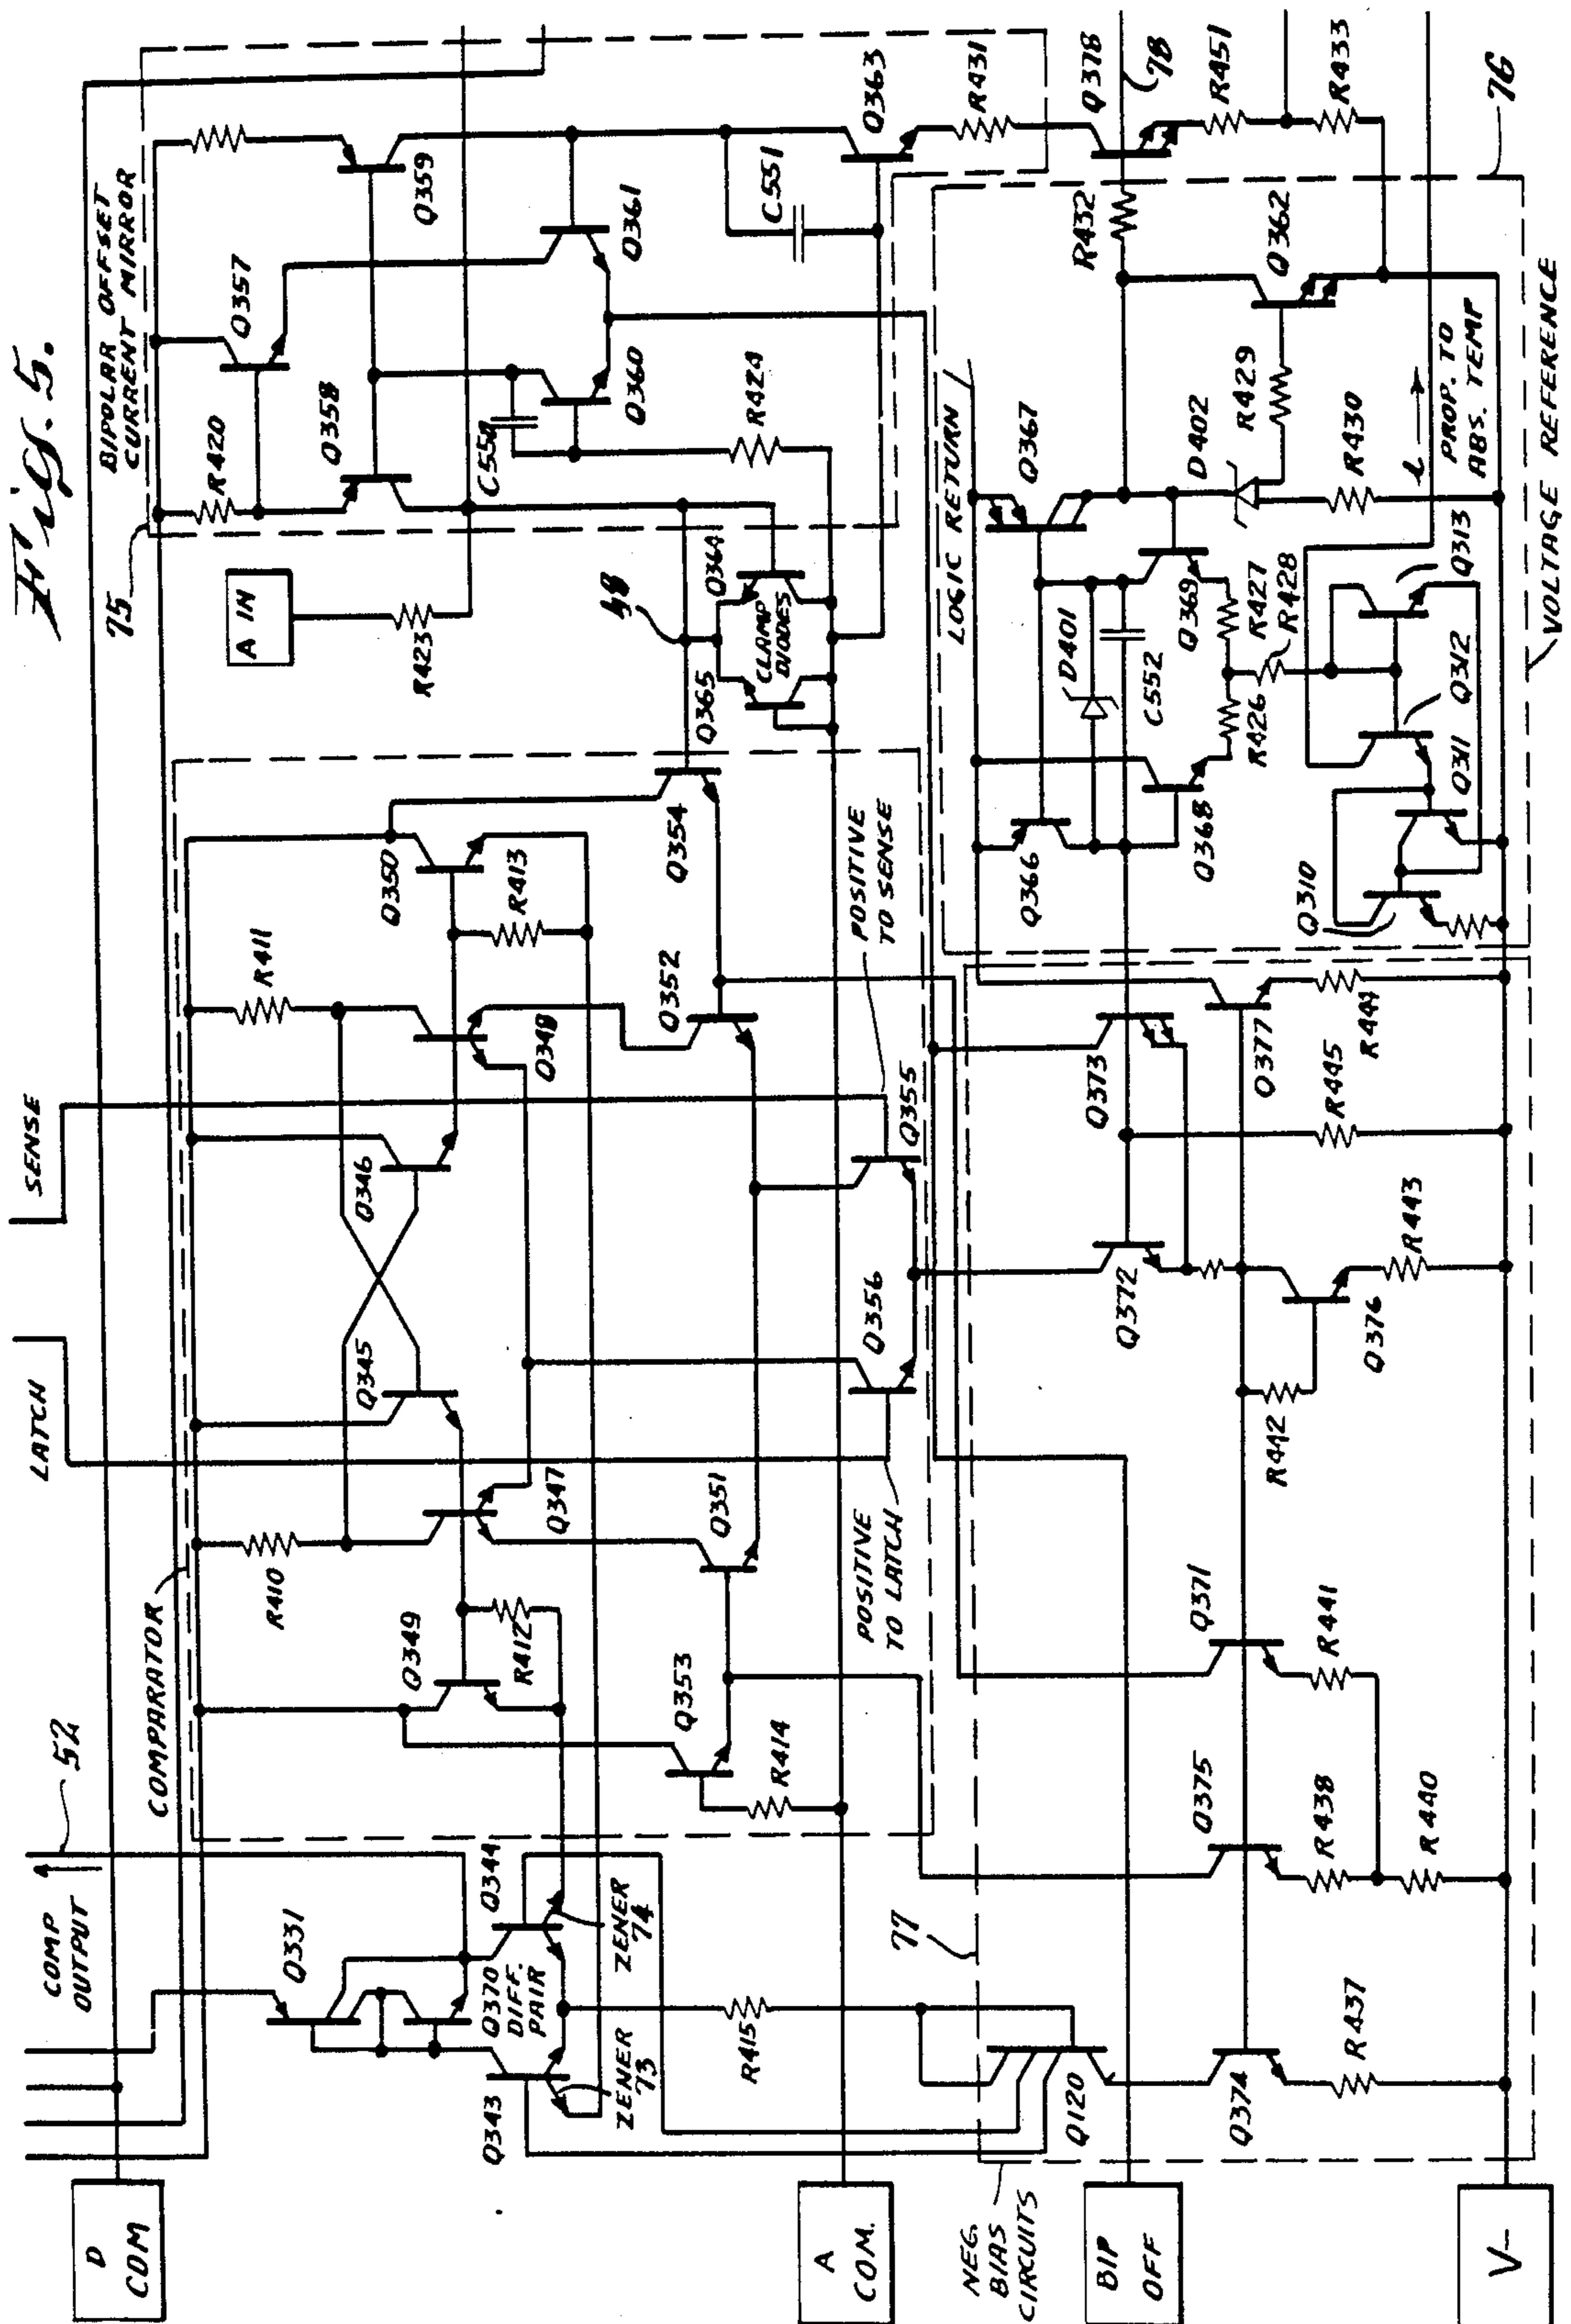 Fig. 5.
75
BIPOLAR OFFSET
CURRENT MIRROR
R420
Q357
Q358
Q359
Q361
Q360
C550
C551
R424
Q363
R431
A IN
R423
48
Q364
Q365
CLAMP
DIODES
Q378
78
R451
R433
R432
Q362
76
LOGIC RETURN
Q367
Q366
D401
C552
Q369
Q368
R427
R428
R426
D402
R429
R430
i
PROP. TO
ABS. TEMP
Q313
Q312
Q311
Q310
VOLTAGE REFERENCE
SENSE
LATCH
COMPARATOR
R411
R410
Q350
R413
Q354
Q346
Q345
Q348
Q347
Q352
Q351
Q349
R412
Q353
R414
POSITIVE
TO SENSE
Q355
Q356
POSITIVE
TO LATCH
52
COMP
OUTPUT
Q331
Q344
Q370
DIFF.
PAIR
ZENER
74
ZENER
73
Q343
R415
D
COM
A
COM.
77
NEG.
BIAS
CIRCUITS
BIP
OFF
V-
Q120
Q374
R437
Q375
R438
R440
Q371
R441
R442
Q376
R443
Q372
Q373
R445
Q377
R444